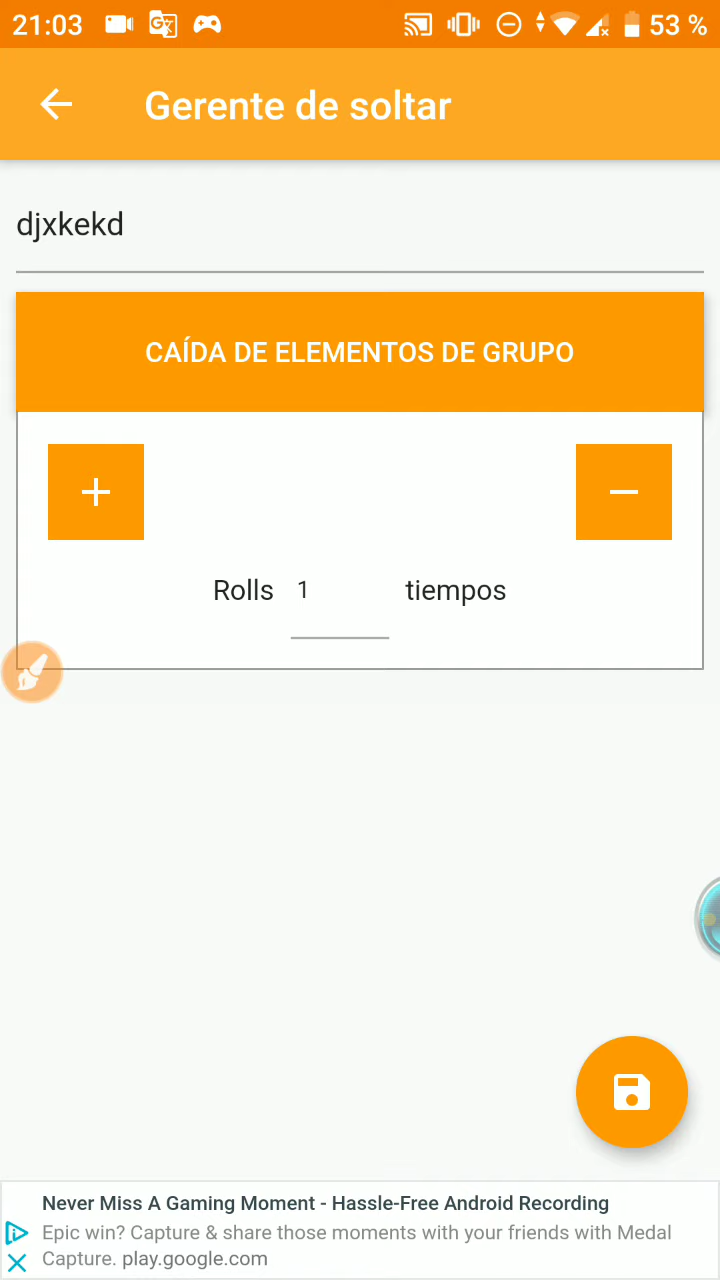 21:03
53 %
Gerente de soltar
djxkekd
CAÍDA DE ELEMENTOS DE GRUPO
Rolls 1 tiempos
Never Miss A Gaming Moment - Hassle-Free Android Recording
Epic win? Capture & share those moments with your friends with Medal
Capture. play.google.com